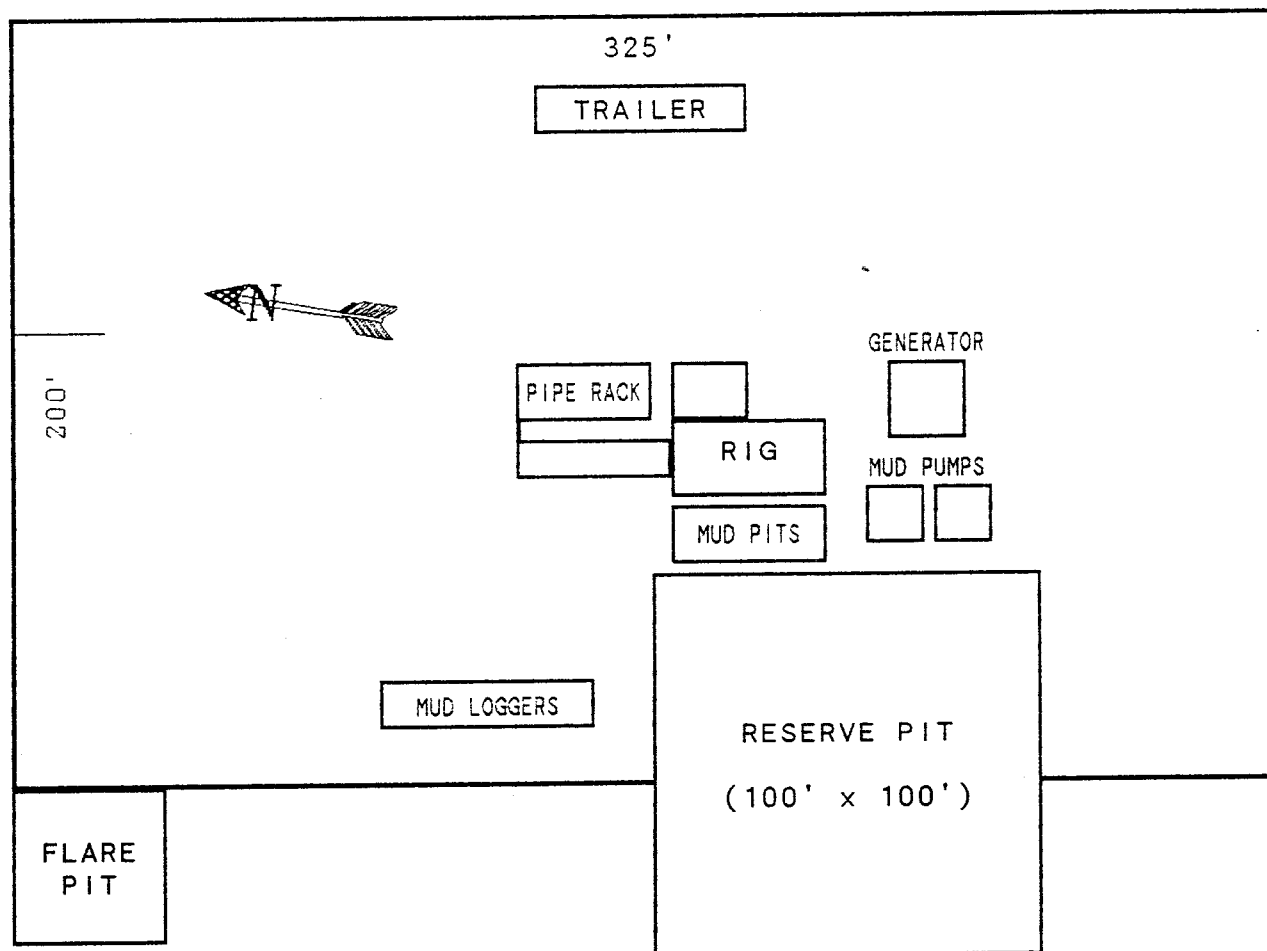 325'
TRAILER
N
GENERATOR
200'
PIPE RACK
RIG
MUD PUMPS
MUD PITS
MUD LOGGERS
RESERVE PIT
(100' x 100')
FLARE
PIT